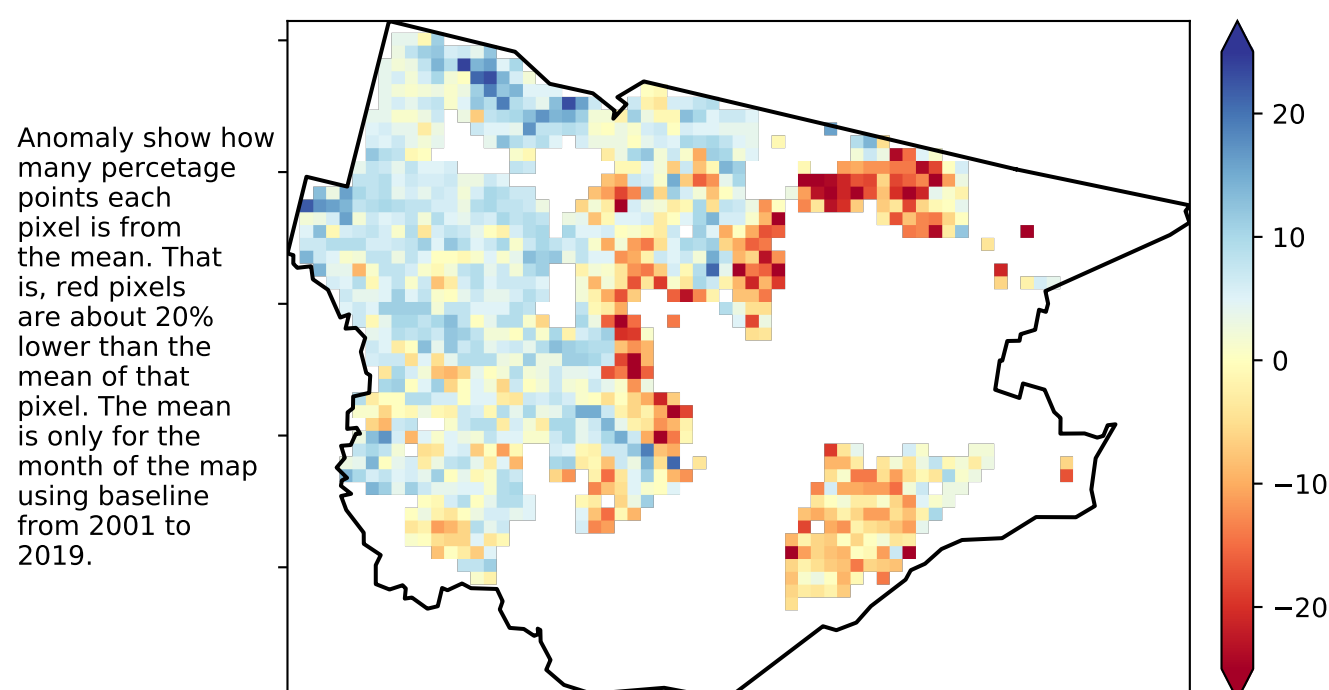 Anomaly show how
many percetage
points each
pixel is from
the mean. That
is, red pixels
are about 20%
lower than the
mean of that
pixel. The mean
is only for the
month of the map
using baseline
from 2001 to
2019.
20
10
0
−10
−20